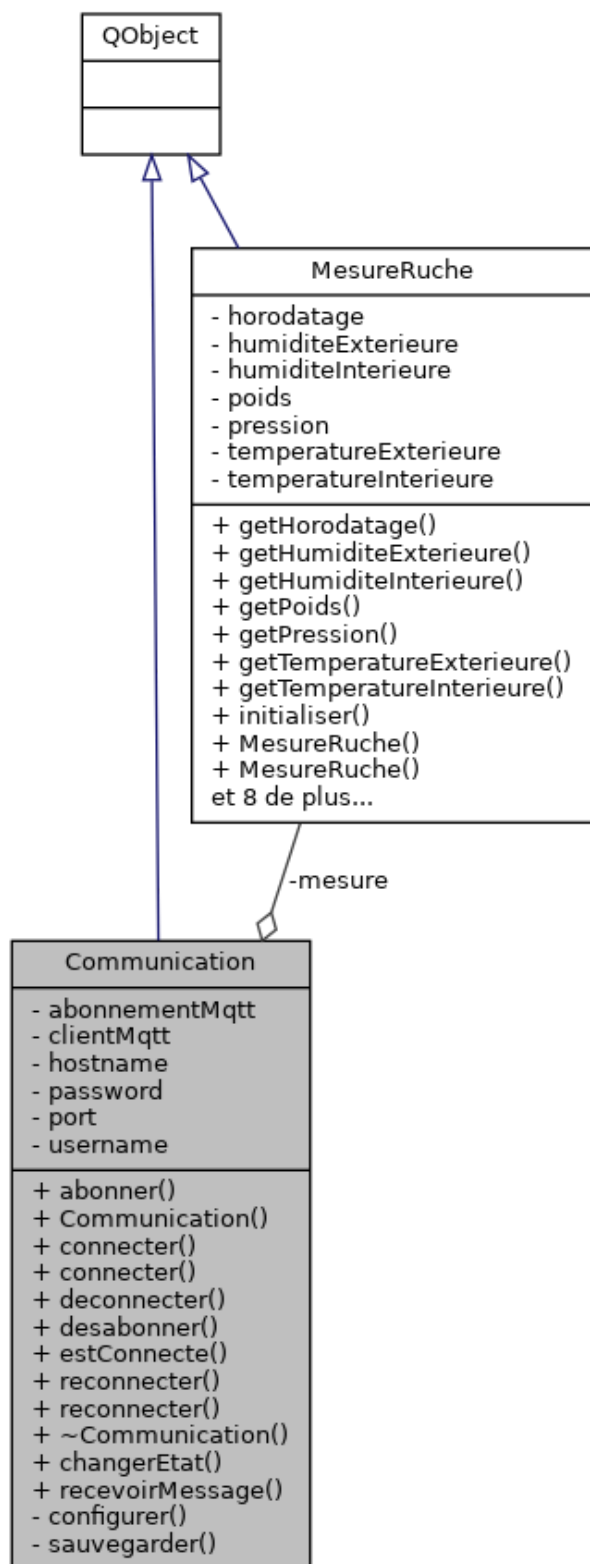 QObject
MesureRuche
- horodatage
- humiditeExterieure
- humiditeInterieure
- poids
- pression
- temperatureExterieure
- temperatureInterieure
+ getHorodatage()
+ getHumiditeExterieure()
+ getHumiditeInterieure()
+ getPoids()
+ getPression()
+ getTemperatureExterieure()
+ getTemperatureInterieure()
+ initialiser()
+ MesureRuche()
+ MesureRuche()
et 8 de plus...
-mesure
Communication
- abonnementMqtt
- clientMqtt
- hostname
- password
- port
- username
+ abonner()
+ Communication()
+ connecter()
+ connecter()
+ deconnecter()
+ desabonner()
+ estConnecte()
+ reconnecter()
+ reconnecter()
+ ~Communication()
+ changerEtat()
+ recevoirMessage()
- configurer()
- sauvegarder()